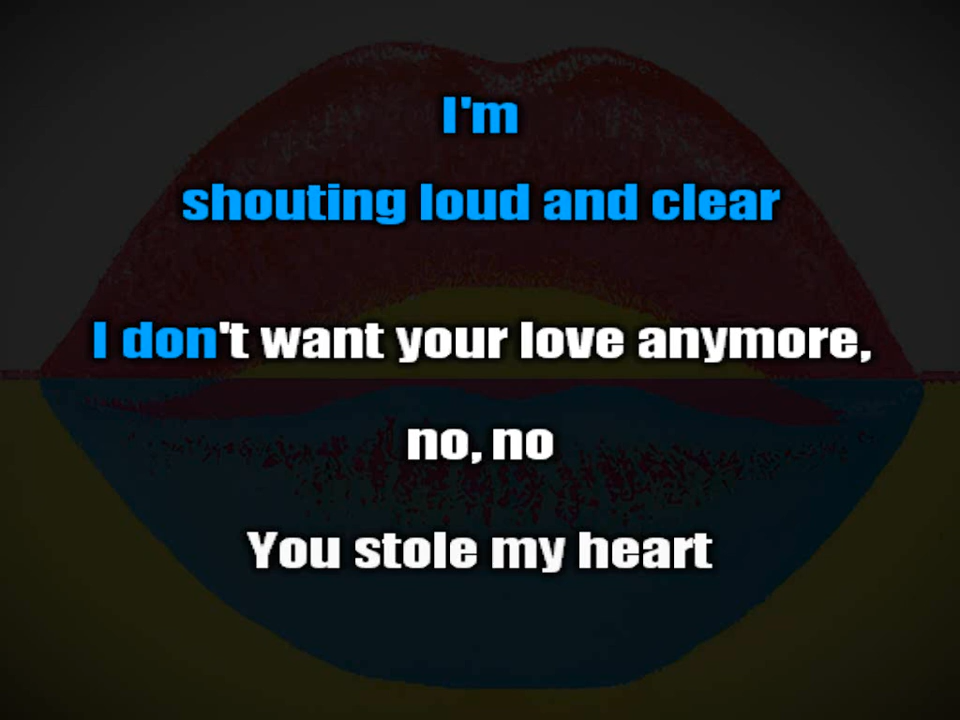 I'm
shouting loud and clear
I don't want your love anymore,
no, no
You stole my heart